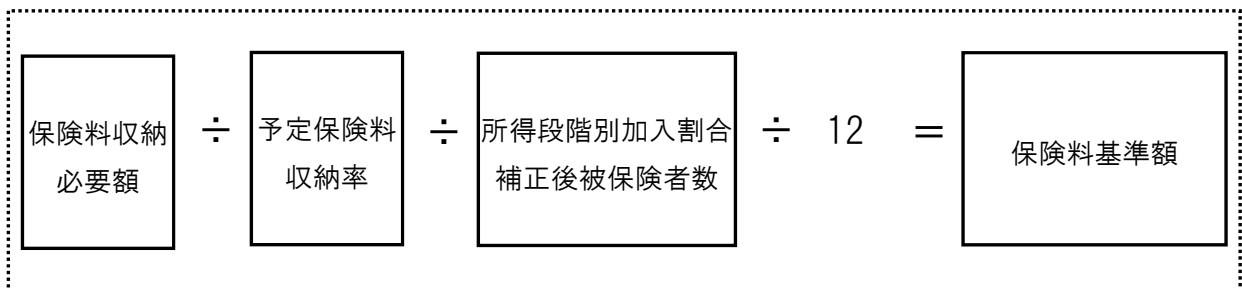 保険料収納
必要額
÷
予定保険料
収納率
÷
所得段階別加入割合
補正後被保険者数
÷ 12 =
保険料基準額